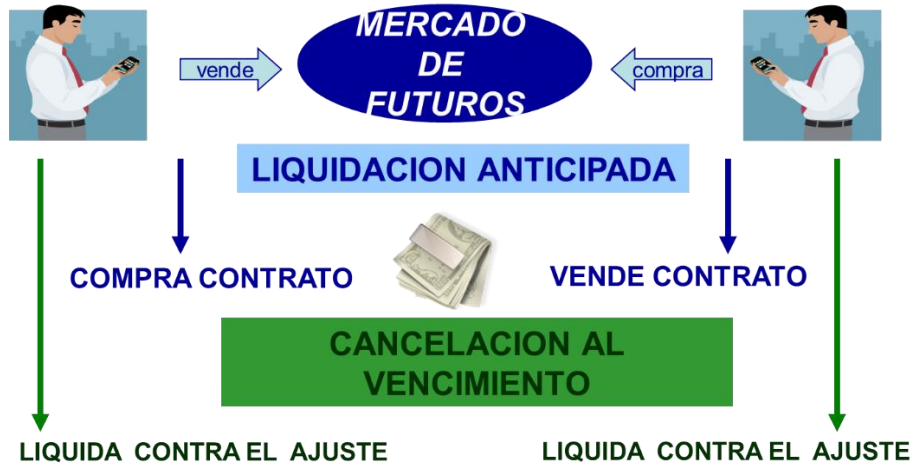 MERCADO
DE
FUTUROS
vende
compra
LIQUIDACION ANTICIPADA
COMPRA CONTRATO
VENDE CONTRATO
CANCELACION AL
VENCIMIENTO
LIQUIDA CONTRA EL AJUSTE
LIQUIDA CONTRA EL AJUSTE